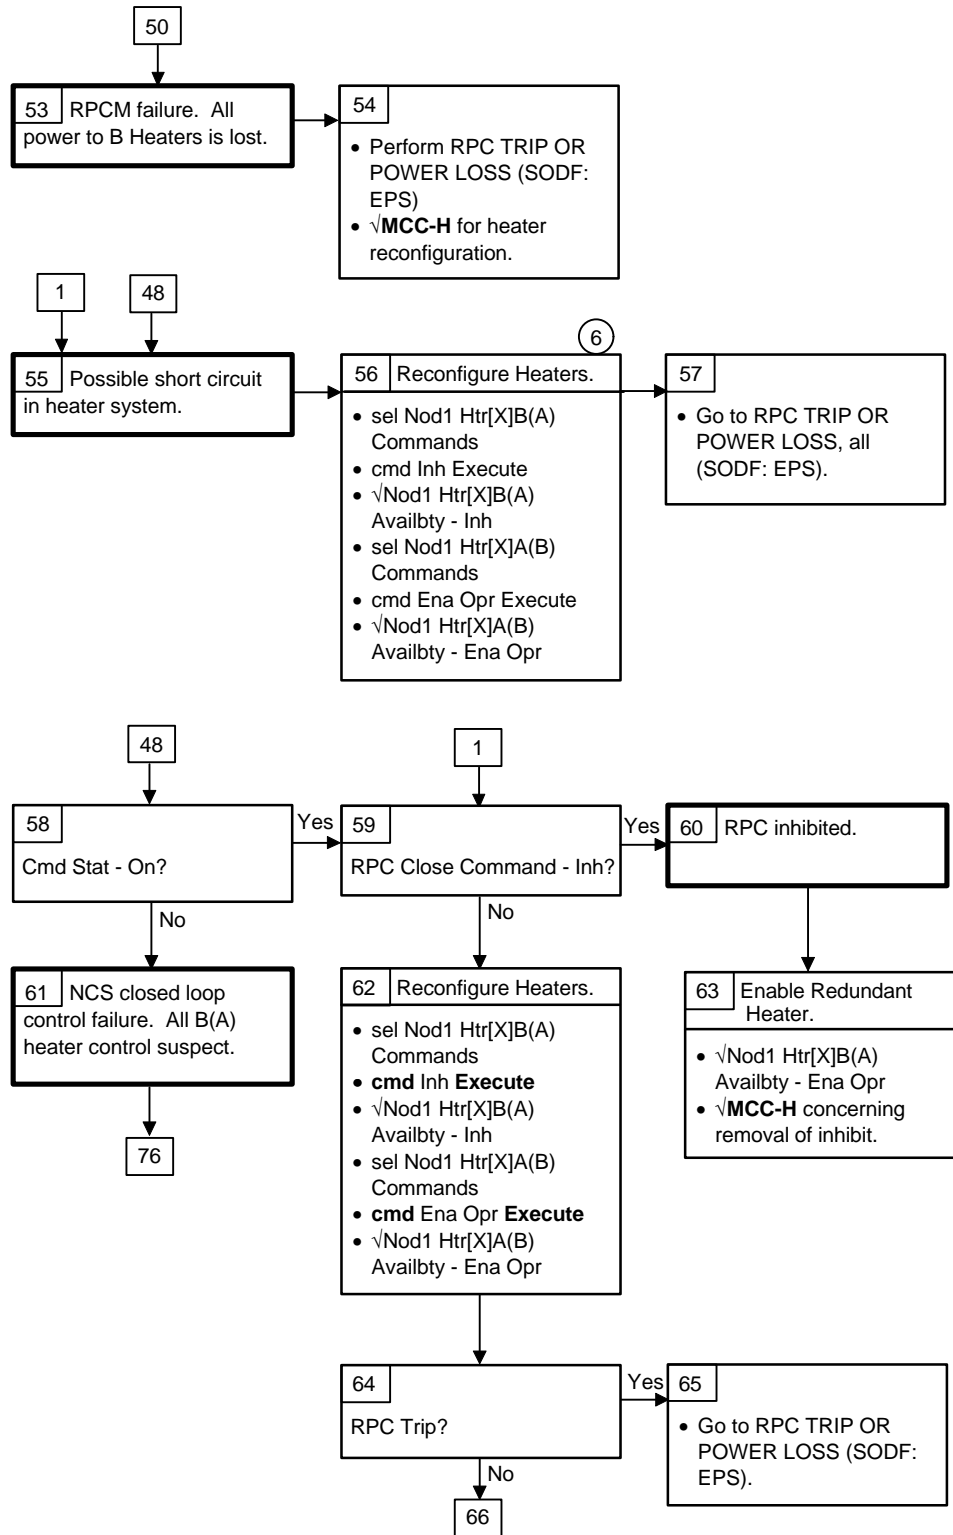 50
53 RPCM failure. All
power to B Heaters is lost.
54
• Perform RPC TRIP OR
POWER LOSS (SODF:
EPS)
• √MCC-H for heater
reconfiguration.
1
48
55 Possible short circuit
in heater system.
6
56 Reconfigure Heaters.
• sel Nod1 Htr[X]B(A)
Commands
• cmd Inh Execute
• √Nod1 Htr[X]B(A)
Availbty - Inh
• sel Nod1 Htr[X]A(B)
Commands
• cmd Ena Opr Execute
• √Nod1 Htr[X]A(B)
Availbty - Ena Opr
57
• Go to RPC TRIP OR
POWER LOSS, all
(SODF: EPS).
48
58
Cmd Stat - On?
Yes
No
1
59
RPC Close Command - Inh?
Yes
No
60 RPC inhibited.
61 NCS closed loop
control failure. All B(A)
heater control suspect.
76
62 Reconfigure Heaters.
• sel Nod1 Htr[X]B(A)
Commands
• cmd Inh Execute
• √Nod1 Htr[X]B(A)
Availbty - Inh
• sel Nod1 Htr[X]A(B)
Commands
• cmd Ena Opr Execute
• √Nod1 Htr[X]A(B)
Availbty - Ena Opr
63 Enable Redundant
Heater.
• √Nod1 Htr[X]B(A)
Availbty - Ena Opr
• √MCC-H concerning
removal of inhibit.
64
RPC Trip?
Yes
No
65
• Go to RPC TRIP OR
POWER LOSS (SODF:
EPS).
66